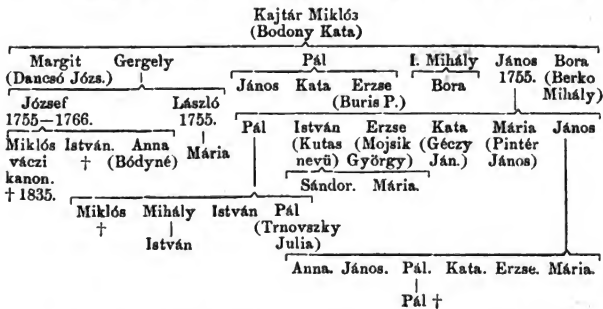 Kajtár Miklós
(Bodony Kata)
Margit Gergely Pál I. Mihály János Bora
(Dancsó Józs.) 1755. (Berko
János Kata Erzse Bora Mihály)
József László (Buris P.)
1755—1766. 1755.
Pál István Erzse Kata Mária János
Miklós István. Anna Mária (Kutas (Mojsik (Géczy (Pintér
váczi † (Bódyné) nevü) György) Ján.) János)
kanon.
† 1835. Sándor. Mária.
Miklós Mihály István Pál
† István (Trnovszky
Julia)
Anna. János. Pál. Kata. Erzse. Mária.
Pál †